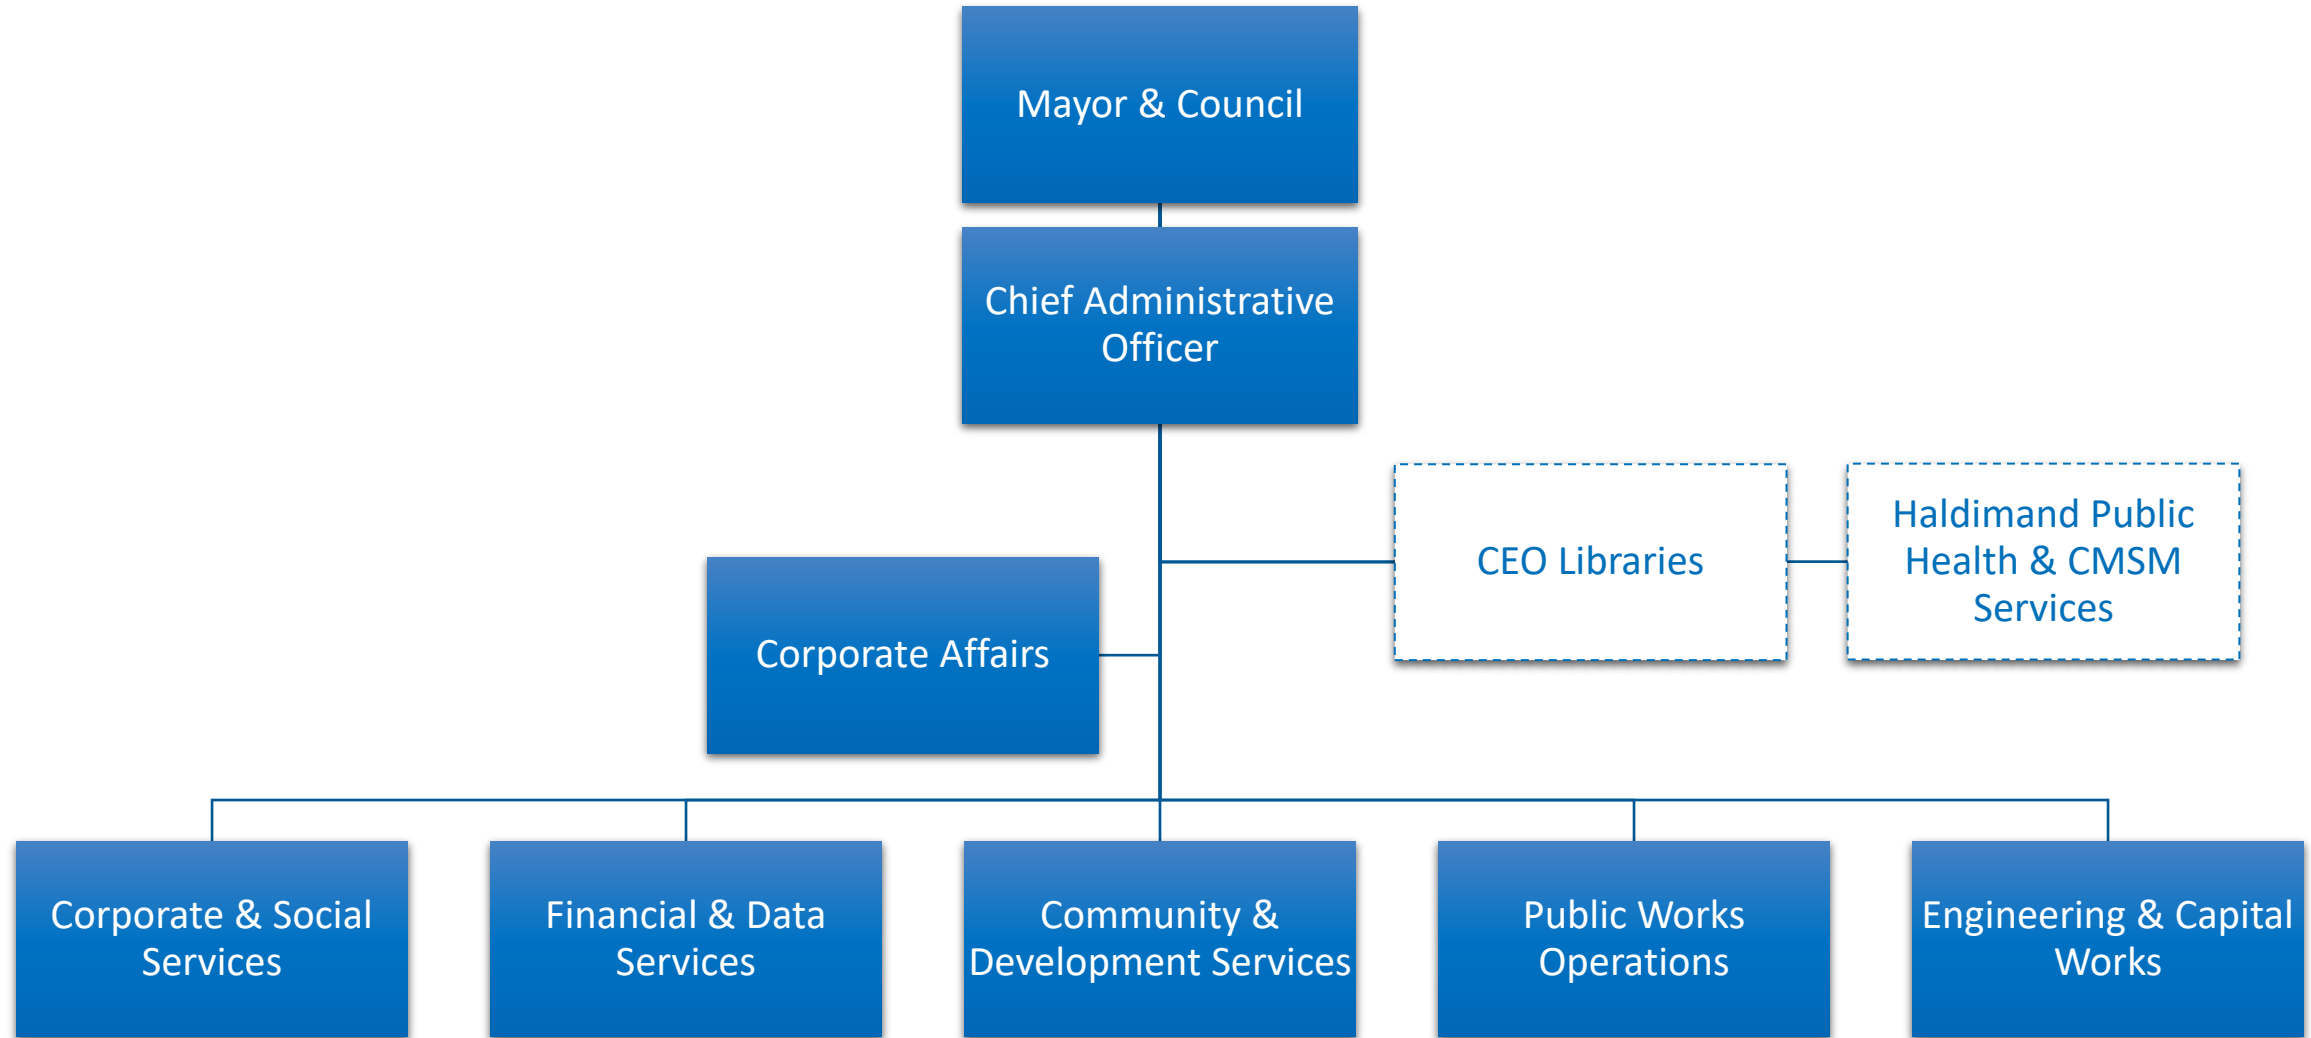 Mayor & Council
Chief Administrative
Officer
CEO Libraries
Haldimand Public
Health & CMSM
Services
Corporate Affairs
Corporate & Social
Services
Financial & Data
Services
Community &
Development Services
Public Works
Operations
Engineering & Capital
Works